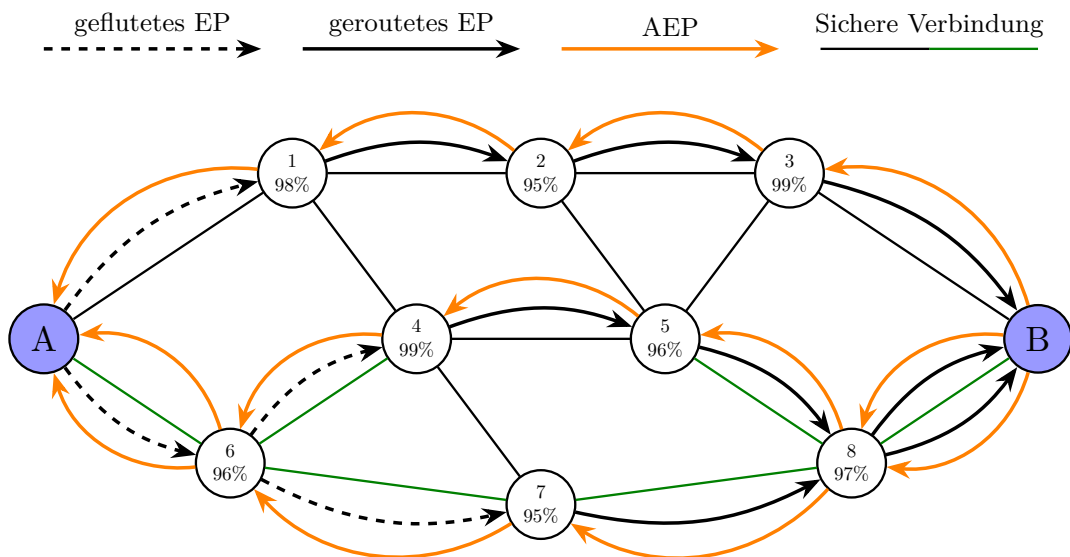 geflutetes EP
geroutetes EP
AEP
Sichere Verbindung
1
98%
2
95%
3
99%
A
4
99%
5
96%
B
6
96%
8
97%
7
95%